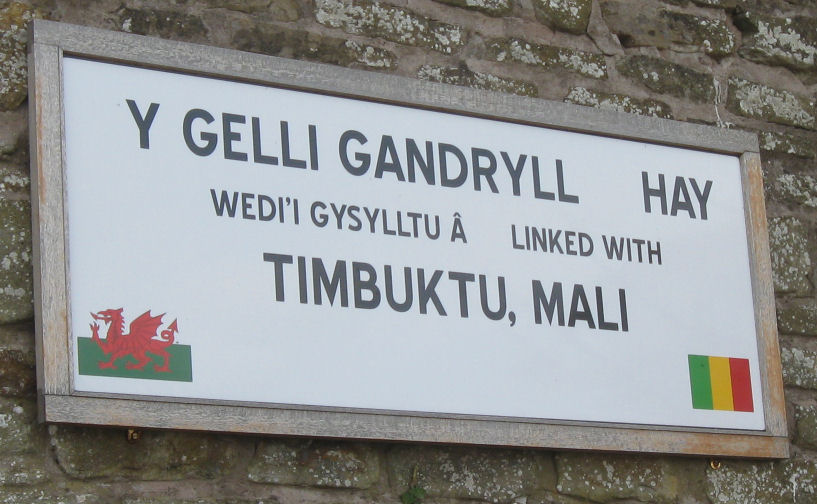 Y GELLI GANDRYLL HAY
WEDI'I GYSYLLTU Â LINKED WITH
TIMBUKTU, MALI